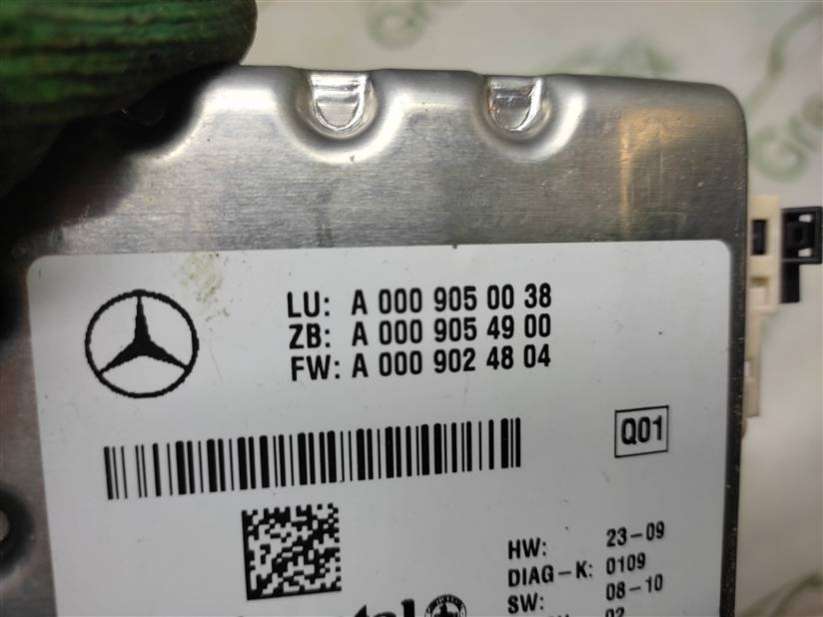 LU: A 000 905 00 38
ZB: A 000 905 49 00
FW: A 000 902 48 04
Q01
HW: 23-09
DIAG-K: 0109
SW: 08-10